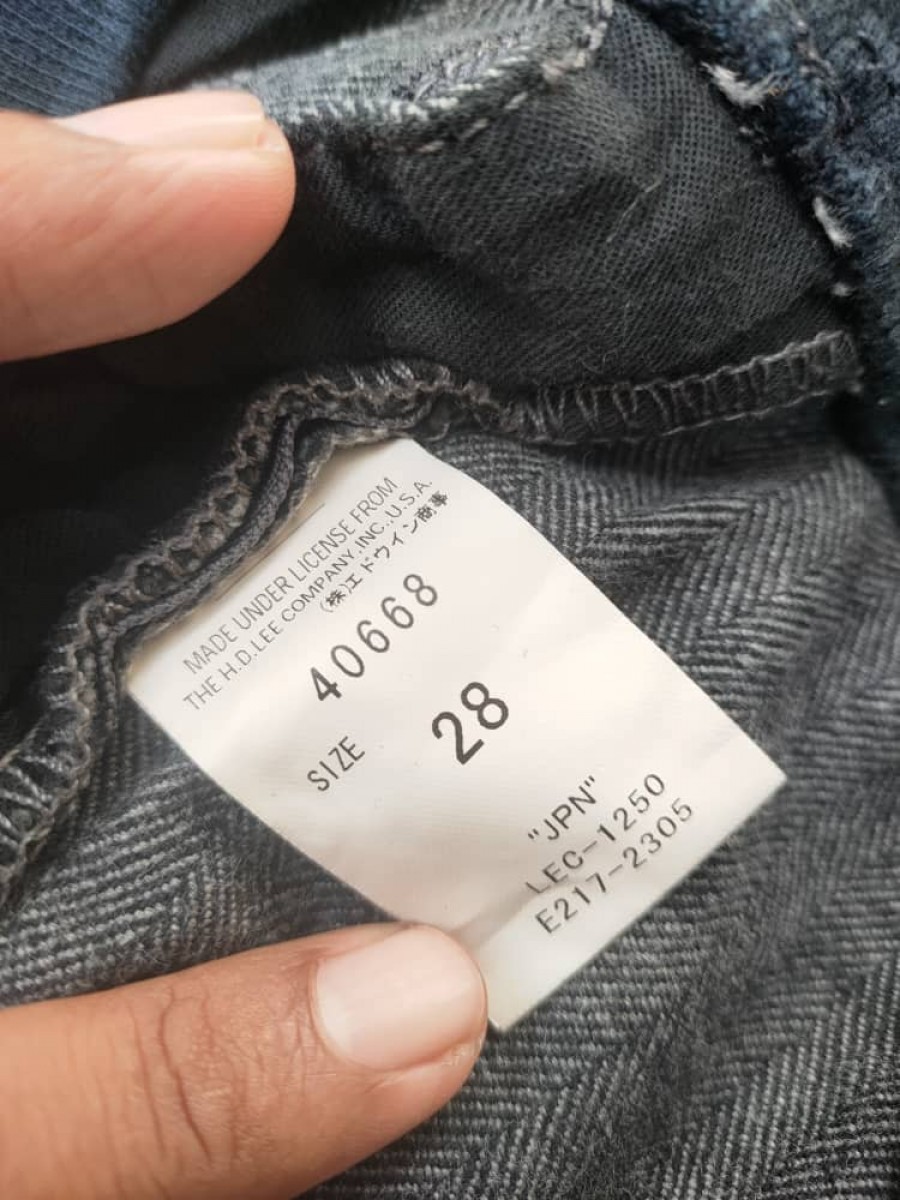 MADE UNDER LICENSE FROM
THE H.D.LEE COMPANY,INC.,U.S.A.
(株)エドウイン商事
40668
SIZE 28
"JPN"
LEC-1250
E217-2305